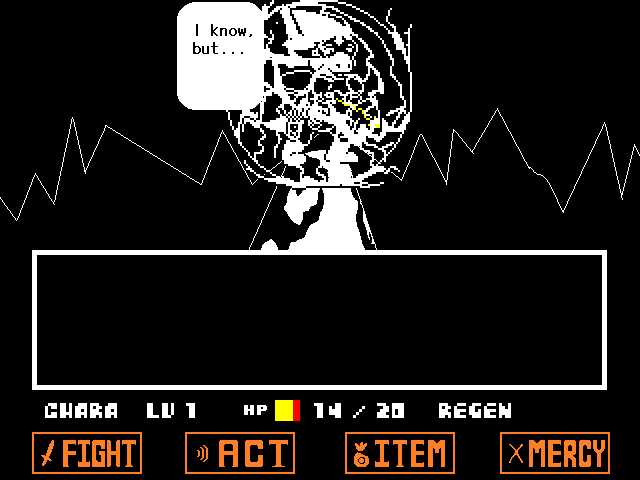 I know,
but...
CHARA LV 1 HP 14 / 20 REGEN
FIGHT ACT ITEM MERCY